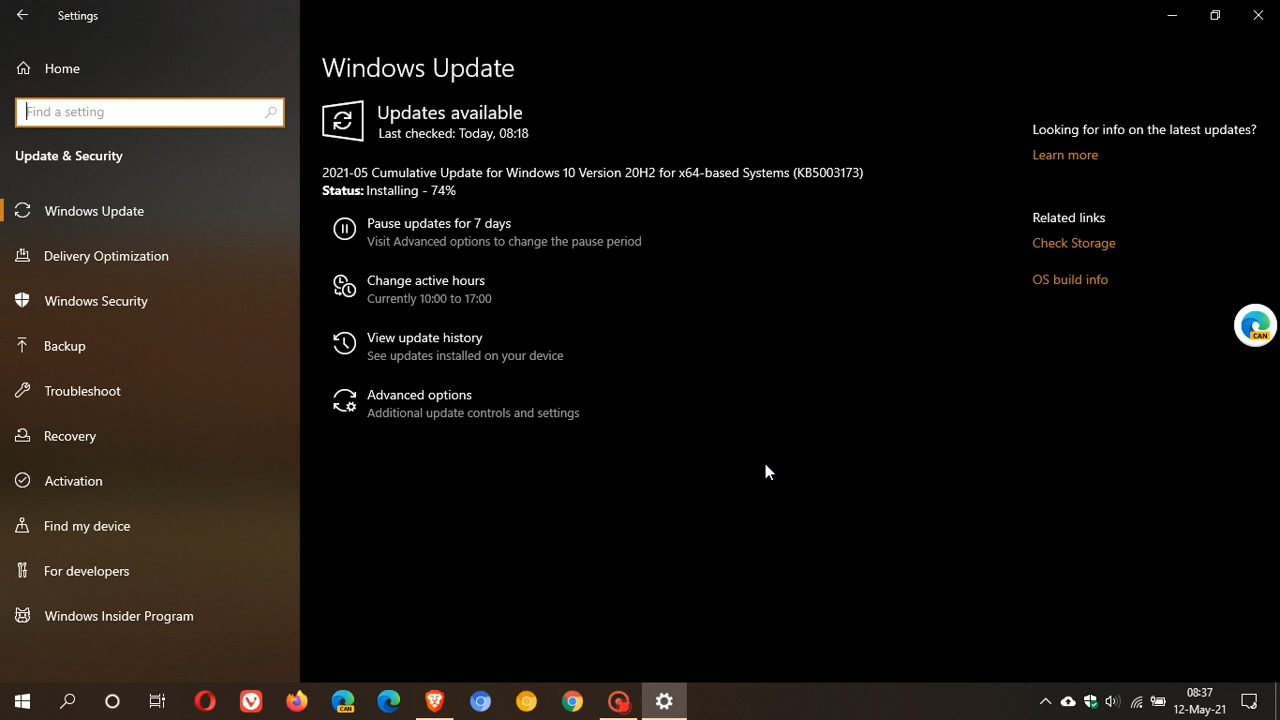 Settings
Home
Find a setting
Update & Security
Windows Update
Delivery Optimization
Windows Security
Backup
Troubleshoot
Recovery
Activation
Find my device
For developers
Windows Insider Program
Windows Update
Updates available
Last checked: Today, 08:18
2021-05 Cumulative Update for Windows 10 Version 20H2 for x64-based Systems (KB5003173)
Status: Installing - 74%
Pause updates for 7 days
Visit Advanced options to change the pause period
Change active hours
Currently 10:00 to 17:00
View update history
See updates installed on your device
Advanced options
Additional update controls and settings
Looking for info on the latest updates?
Learn more
Related links
Check Storage
OS build info
CAN
CAN
08:37
12-May-21